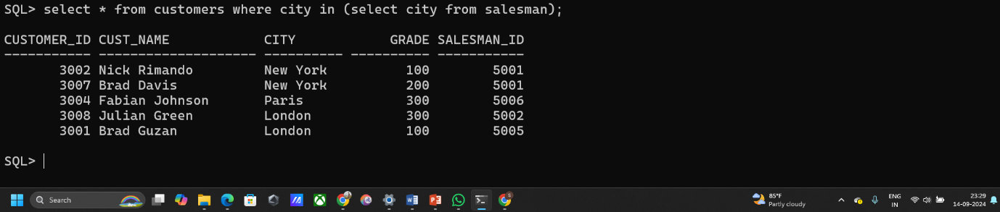 SQL> select * from customers where city in (select city from salesman);
CUSTOMER_ID CUST_NAME            CITY            GRADE SALESMAN_ID
----------- -------------------- ---------- ---------- -----------
       3002 Nick Rimando         New York          100        5001
       3007 Brad Davis           New York          200        5001
       3004 Fabian Johnson       Paris             300        5006
       3008 Julian Green         London            300        5002
       3001 Brad Guzan           London            100        5005
SQL>
Search
85°F
Partly cloudy
ENG
IN
23:29
14-09-2024